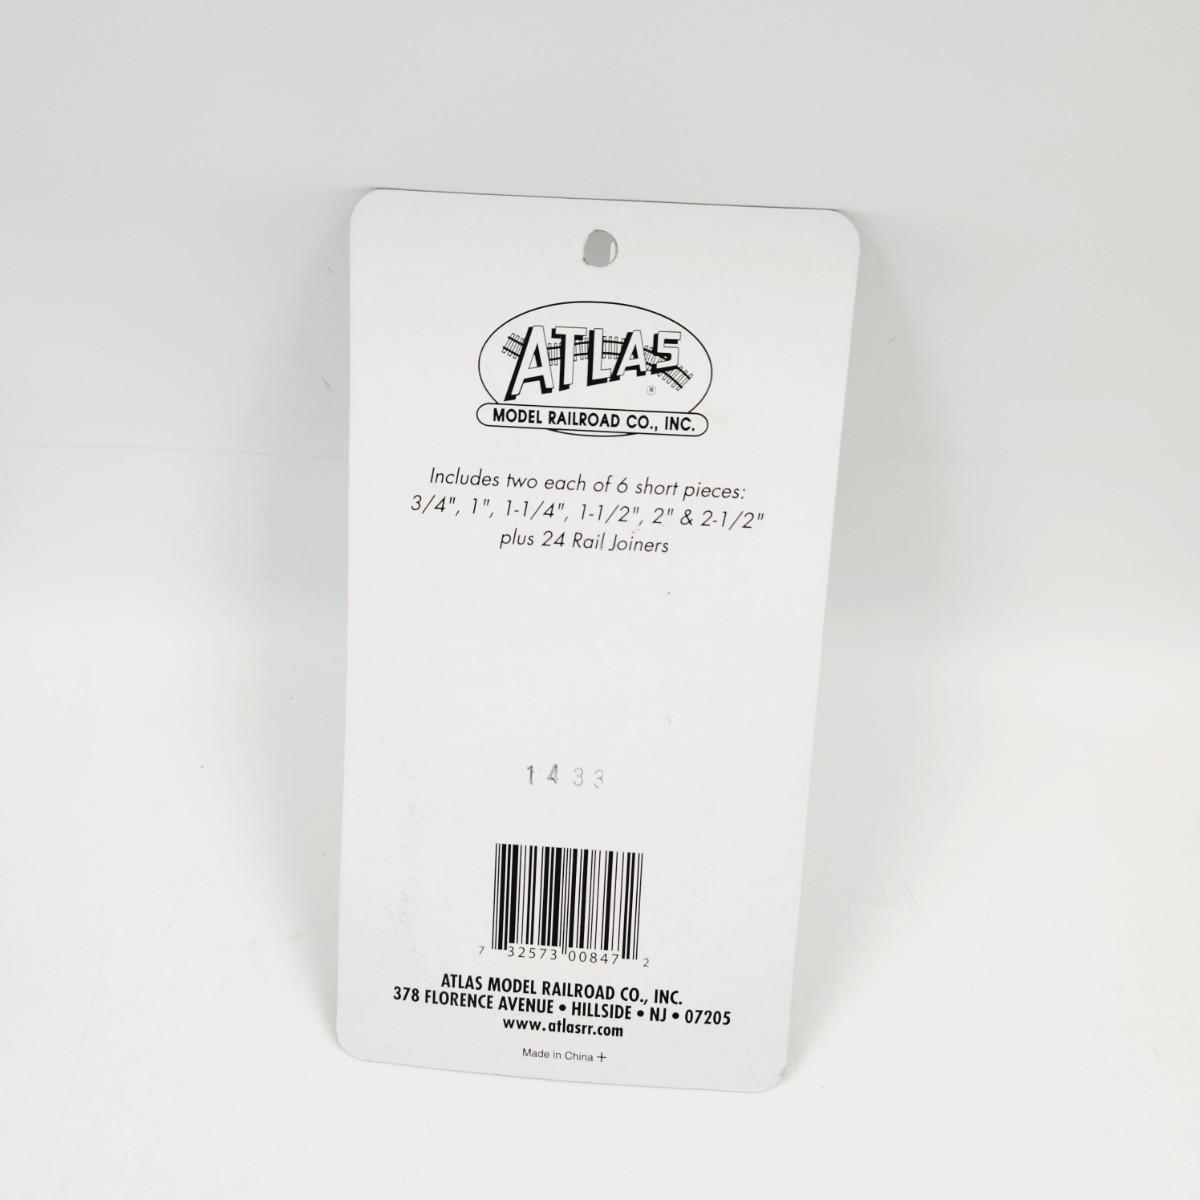 ATLAS
®
MODEL RAILROAD CO., INC.
Includes two each of 6 short pieces:
3/4", 1", 1-1/4", 1-1/2", 2" & 2-1/2"
plus 24 Rail Joiners
1433
7 32573 00847 2
ATLAS MODEL RAILROAD CO., INC.
378 FLORENCE AVENUE • HILLSIDE • NJ • 07205
www.atlasrr.com
Made in China +